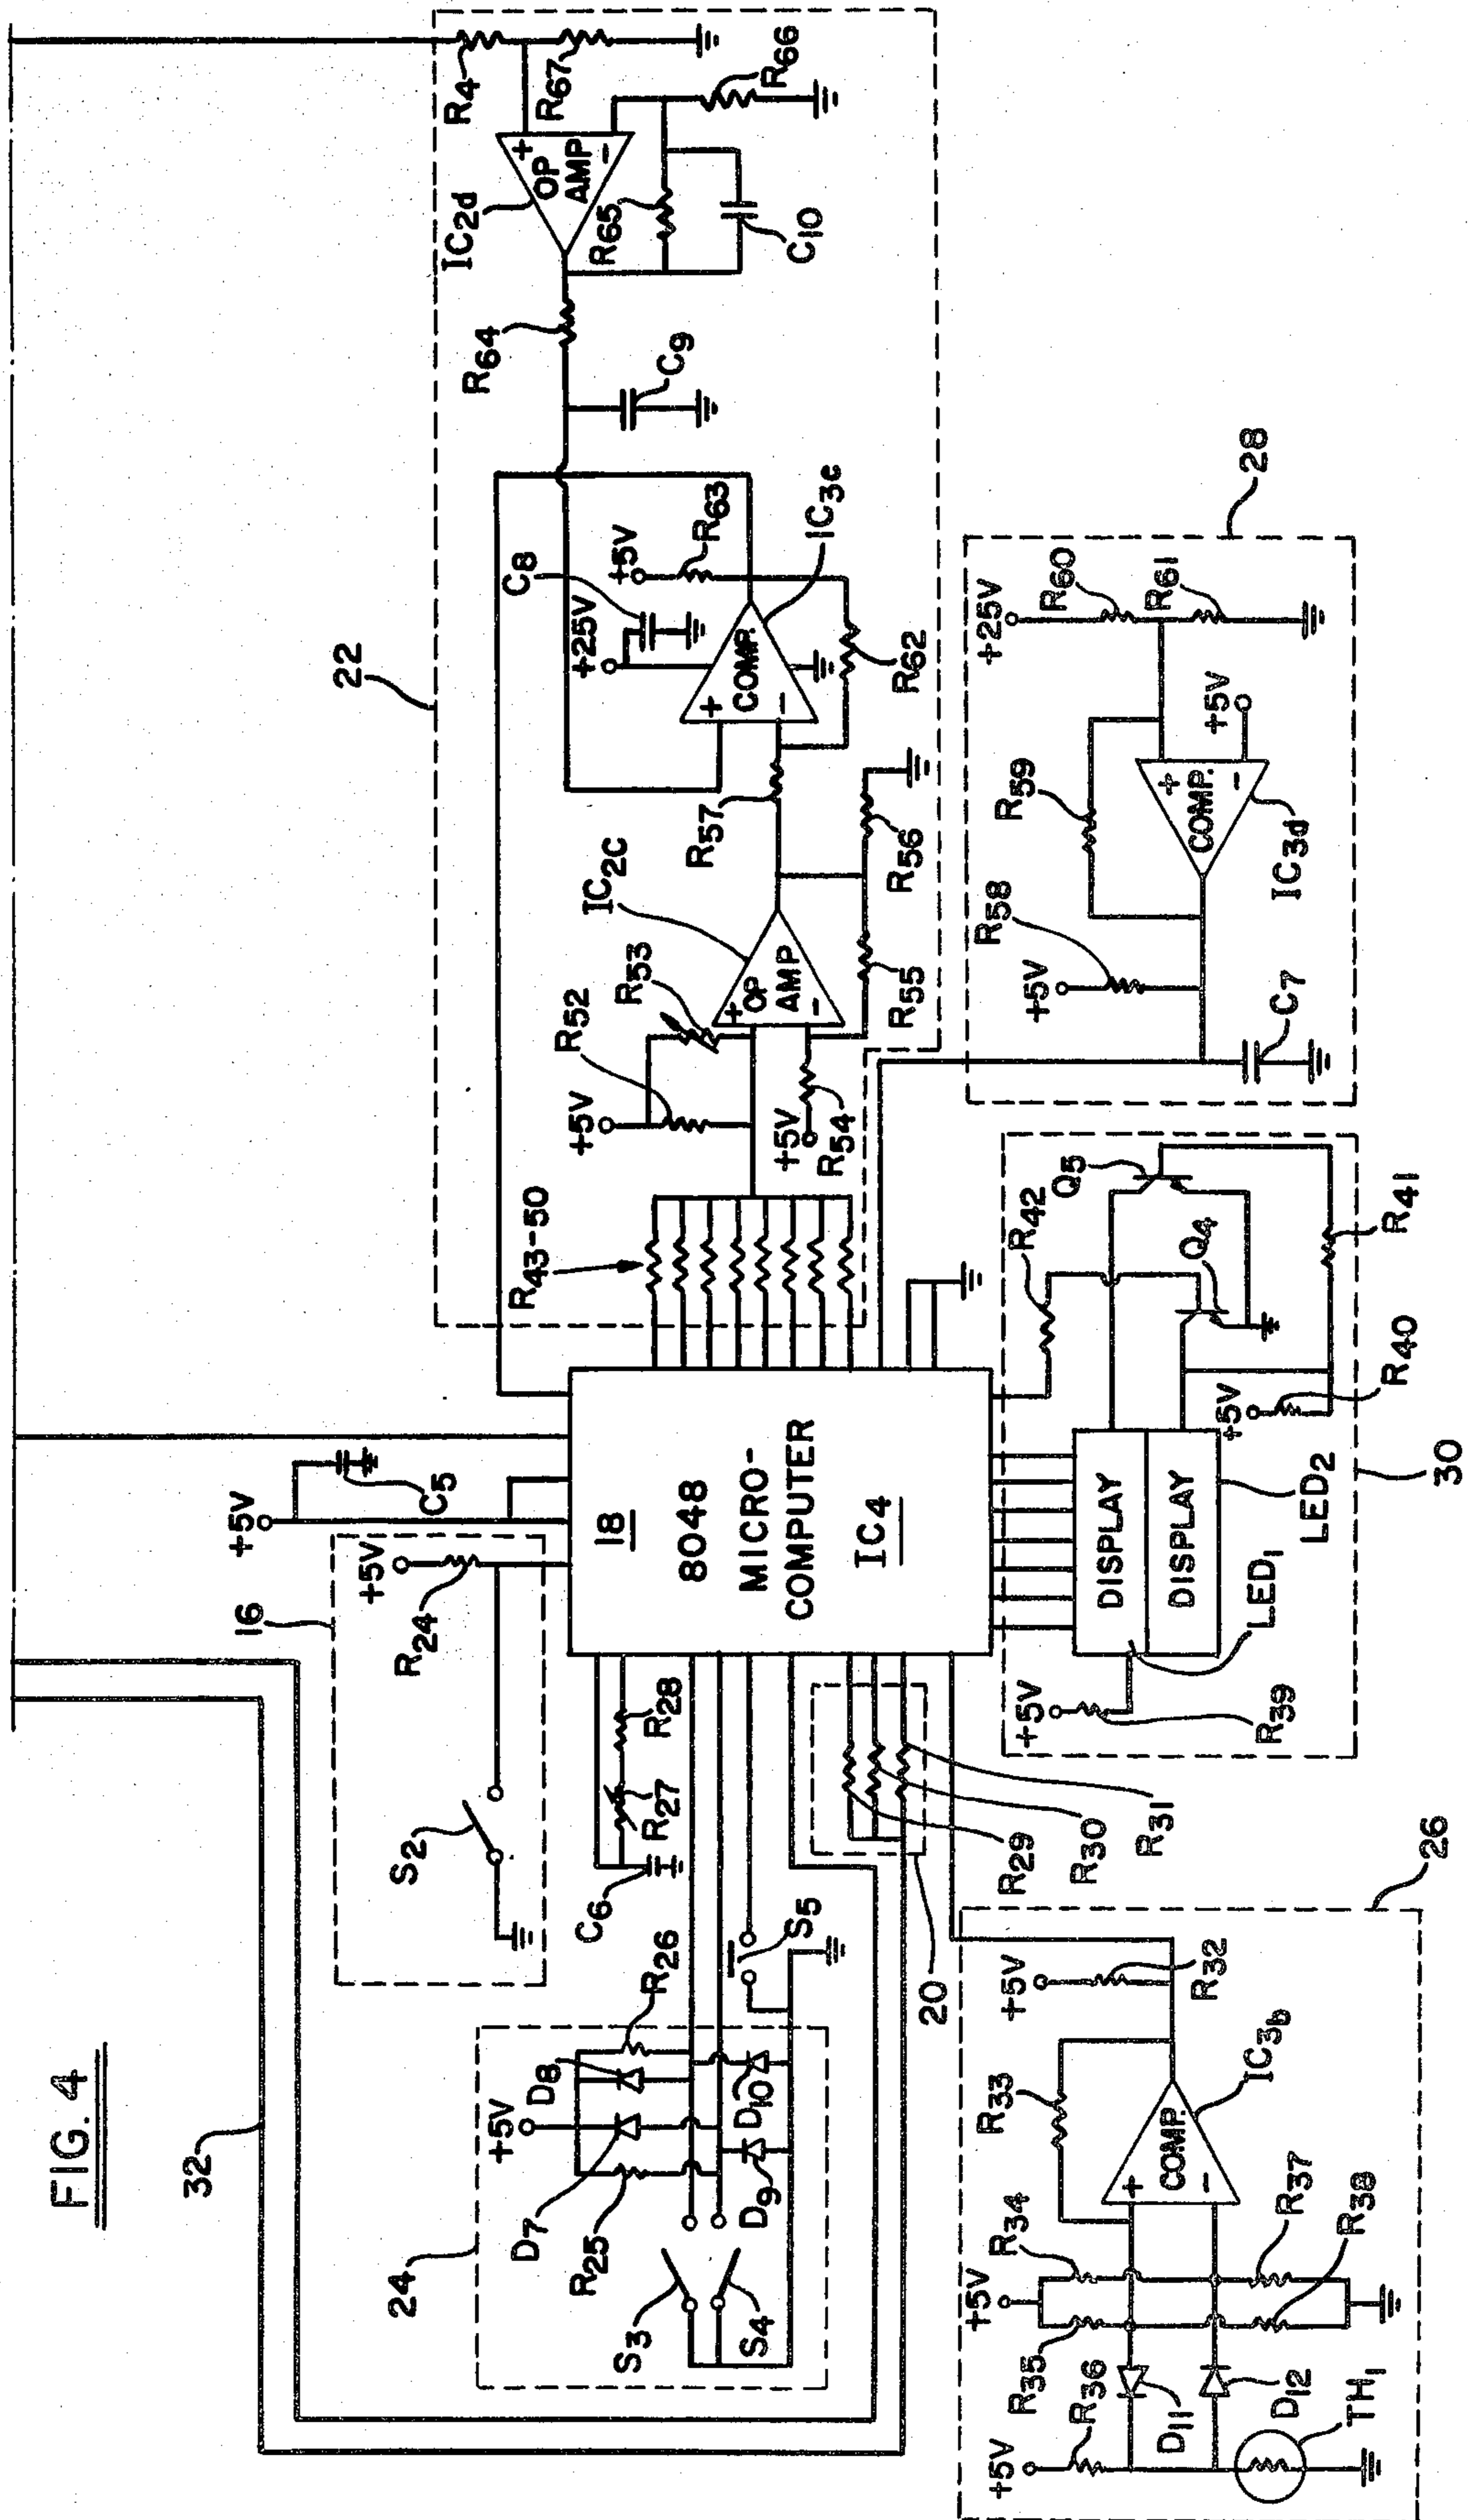 FIG. 4
32
24
+5V
D7
D8
R25
R26
S3
S4
D9
D10
16
+5V
R24
S2
C6
R27
R28
S5
20
R29
R30
R31
+5V
C5
18
8048
MICRO-
COMPUTER
IC4
22
R43-50
+5V
R52
R53
IC2C
+
OP
AMP
-
+5V
R54
R55
R56
R57
C8
+25V
+5V
R63
+
COMP.
-
IC3c
R62
R64
C9
IC2d
+
OP
AMP
-
R65
C10
R4
R67
R66
26
+5V
R36
R35
+5V
R34
R33
+5V
R32
+
COMP.
-
IC3b
D11
D12
TH1
R37
R38
30
+5V
R39
DISPLAY
DISPLAY
LED1
LED2
+5V
R40
R41
R42
Q4
Q5
28
+5V
R58
R59
+
COMP.
-
IC3d
+5V
+25V
R60
R61
C7